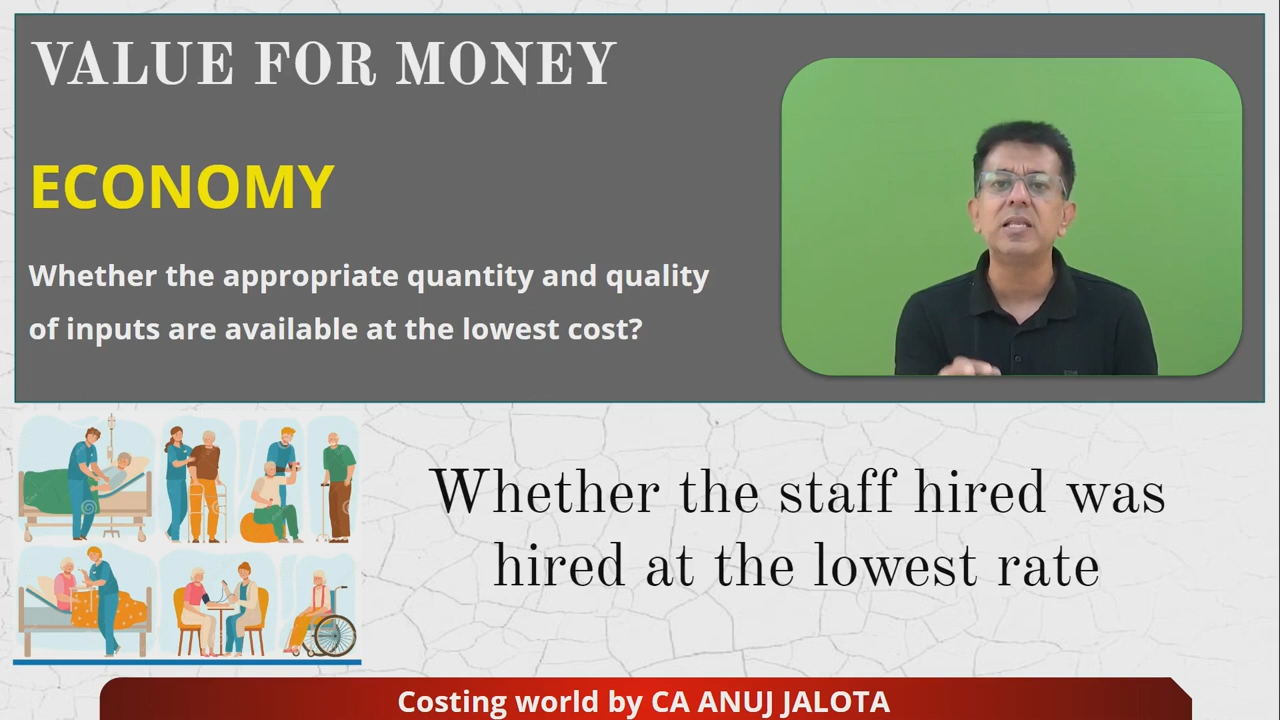 VALUE FOR MONEY
ECONOMY
Whether the appropriate quantity and quality
of inputs are available at the lowest cost?
Whether the staff hired was
hired at the lowest rate
Costing world by CA ANUJ JALOTA